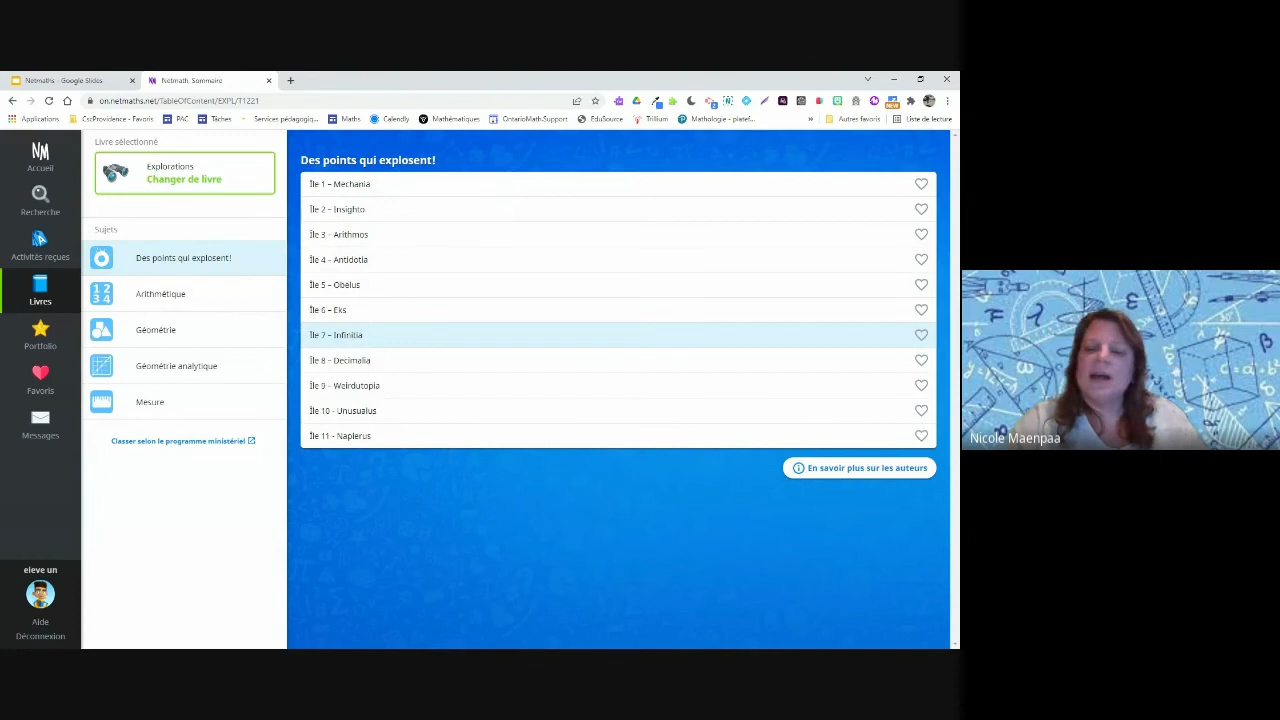 Netmaths - Google Slides
Netmath, Sommaire
on.netmaths.net/TableOfContent/EXPL/T1221
Applications
CscProvidence - Favoris
PAC
Tâches
Services pédagogiq...
Maths
Calendly
Mathématiques
OntarioMath.Support
EduSource
Trillium
Mathologie - platef...
»
Autres favoris
Liste de lecture
NM
Accueil
Recherche
Activités reçues
Livres
Portfolio
Favoris
Messages
eleve un
Aide
Déconnexion
Livre sélectionné
Explorations
Changer de livre
Sujets
Des points qui explosent!
Arithmétique
Géométrie
Géométrie analytique
Mesure
Classer selon le programme ministériel
Des points qui explosent!
Île 1 – Mechania
Île 2 – Insighto
Île 3 – Arithmos
Île 4 – Antidotia
Île 5 – Obelus
Île 6 – Eks
Île 7 – Infinitia
Île 8 – Decimalia
Île 9 – Weirdutopia
Île 10 - Unusualus
Île 11 - Napierus
En savoir plus sur les auteurs
Nicole Maenpaa